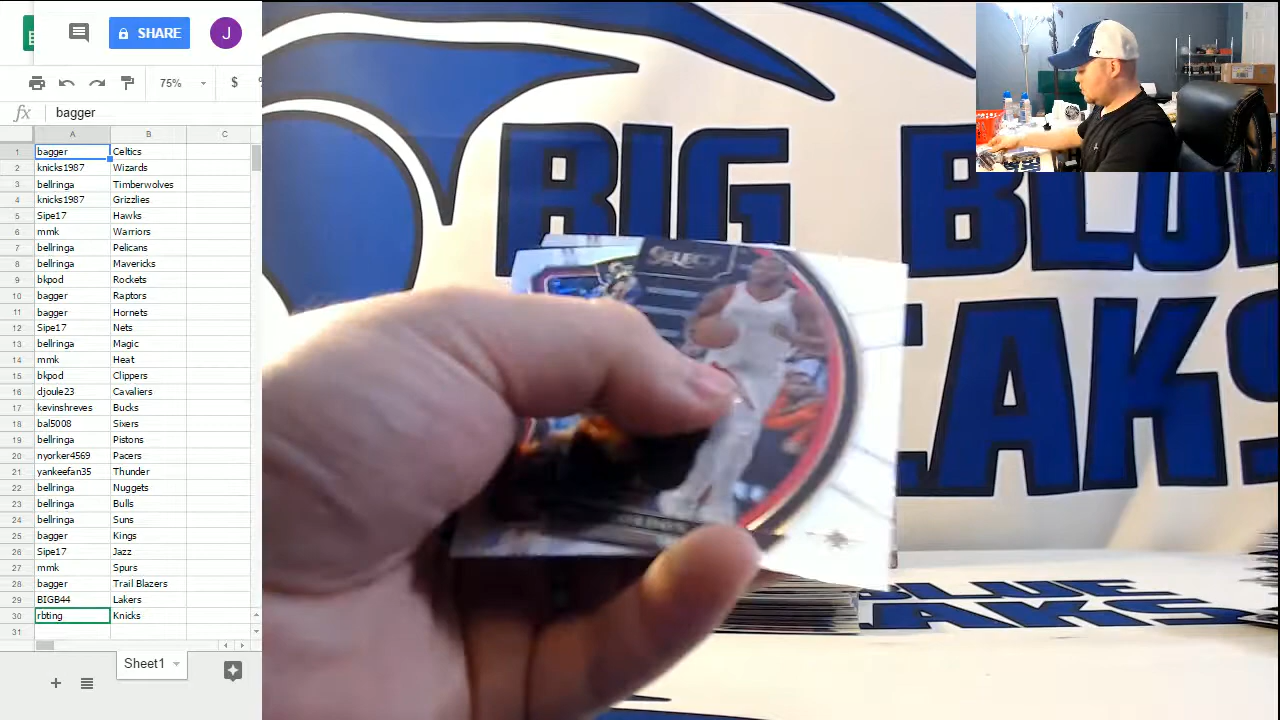 SHARE
J
75%
$
%
fx
bagger
A B C
1 bagger Celtics
2 knicks1987 Wizards
3 bellringa Timberwolves
4 knicks1987 Grizzlies
5 Sipe17 Hawks
6 mmk Warriors
7 bellringa Pelicans
8 bellringa Mavericks
9 bkpod Rockets
10 bagger Raptors
11 bagger Hornets
12 Sipe17 Nets
13 bellringa Magic
14 mmk Heat
15 bkpod Clippers
16 djoule23 Cavaliers
17 kevinshreves Bucks
18 bal5008 Sixers
19 bellringa Pistons
20 nyorker4569 Pacers
21 yankeefan35 Thunder
22 bellringa Nuggets
23 bellringa Bulls
24 bellringa Suns
25 bagger Kings
26 Sipe17 Jazz
27 mmk Spurs
28 bagger Trail Blazers
29 BIGB44 Lakers
30 rbting Knicks
31
Sheet1
BIG BLU
EAKS
SELECT
BLUE
AKS